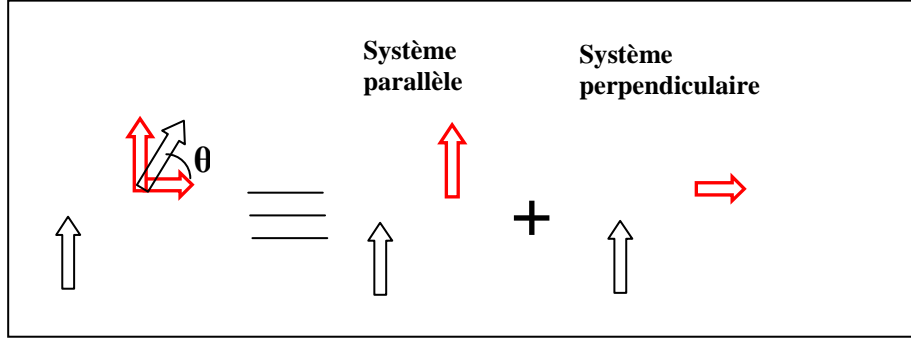 Système
parallèle
Système
perpendiculaire
θ
+